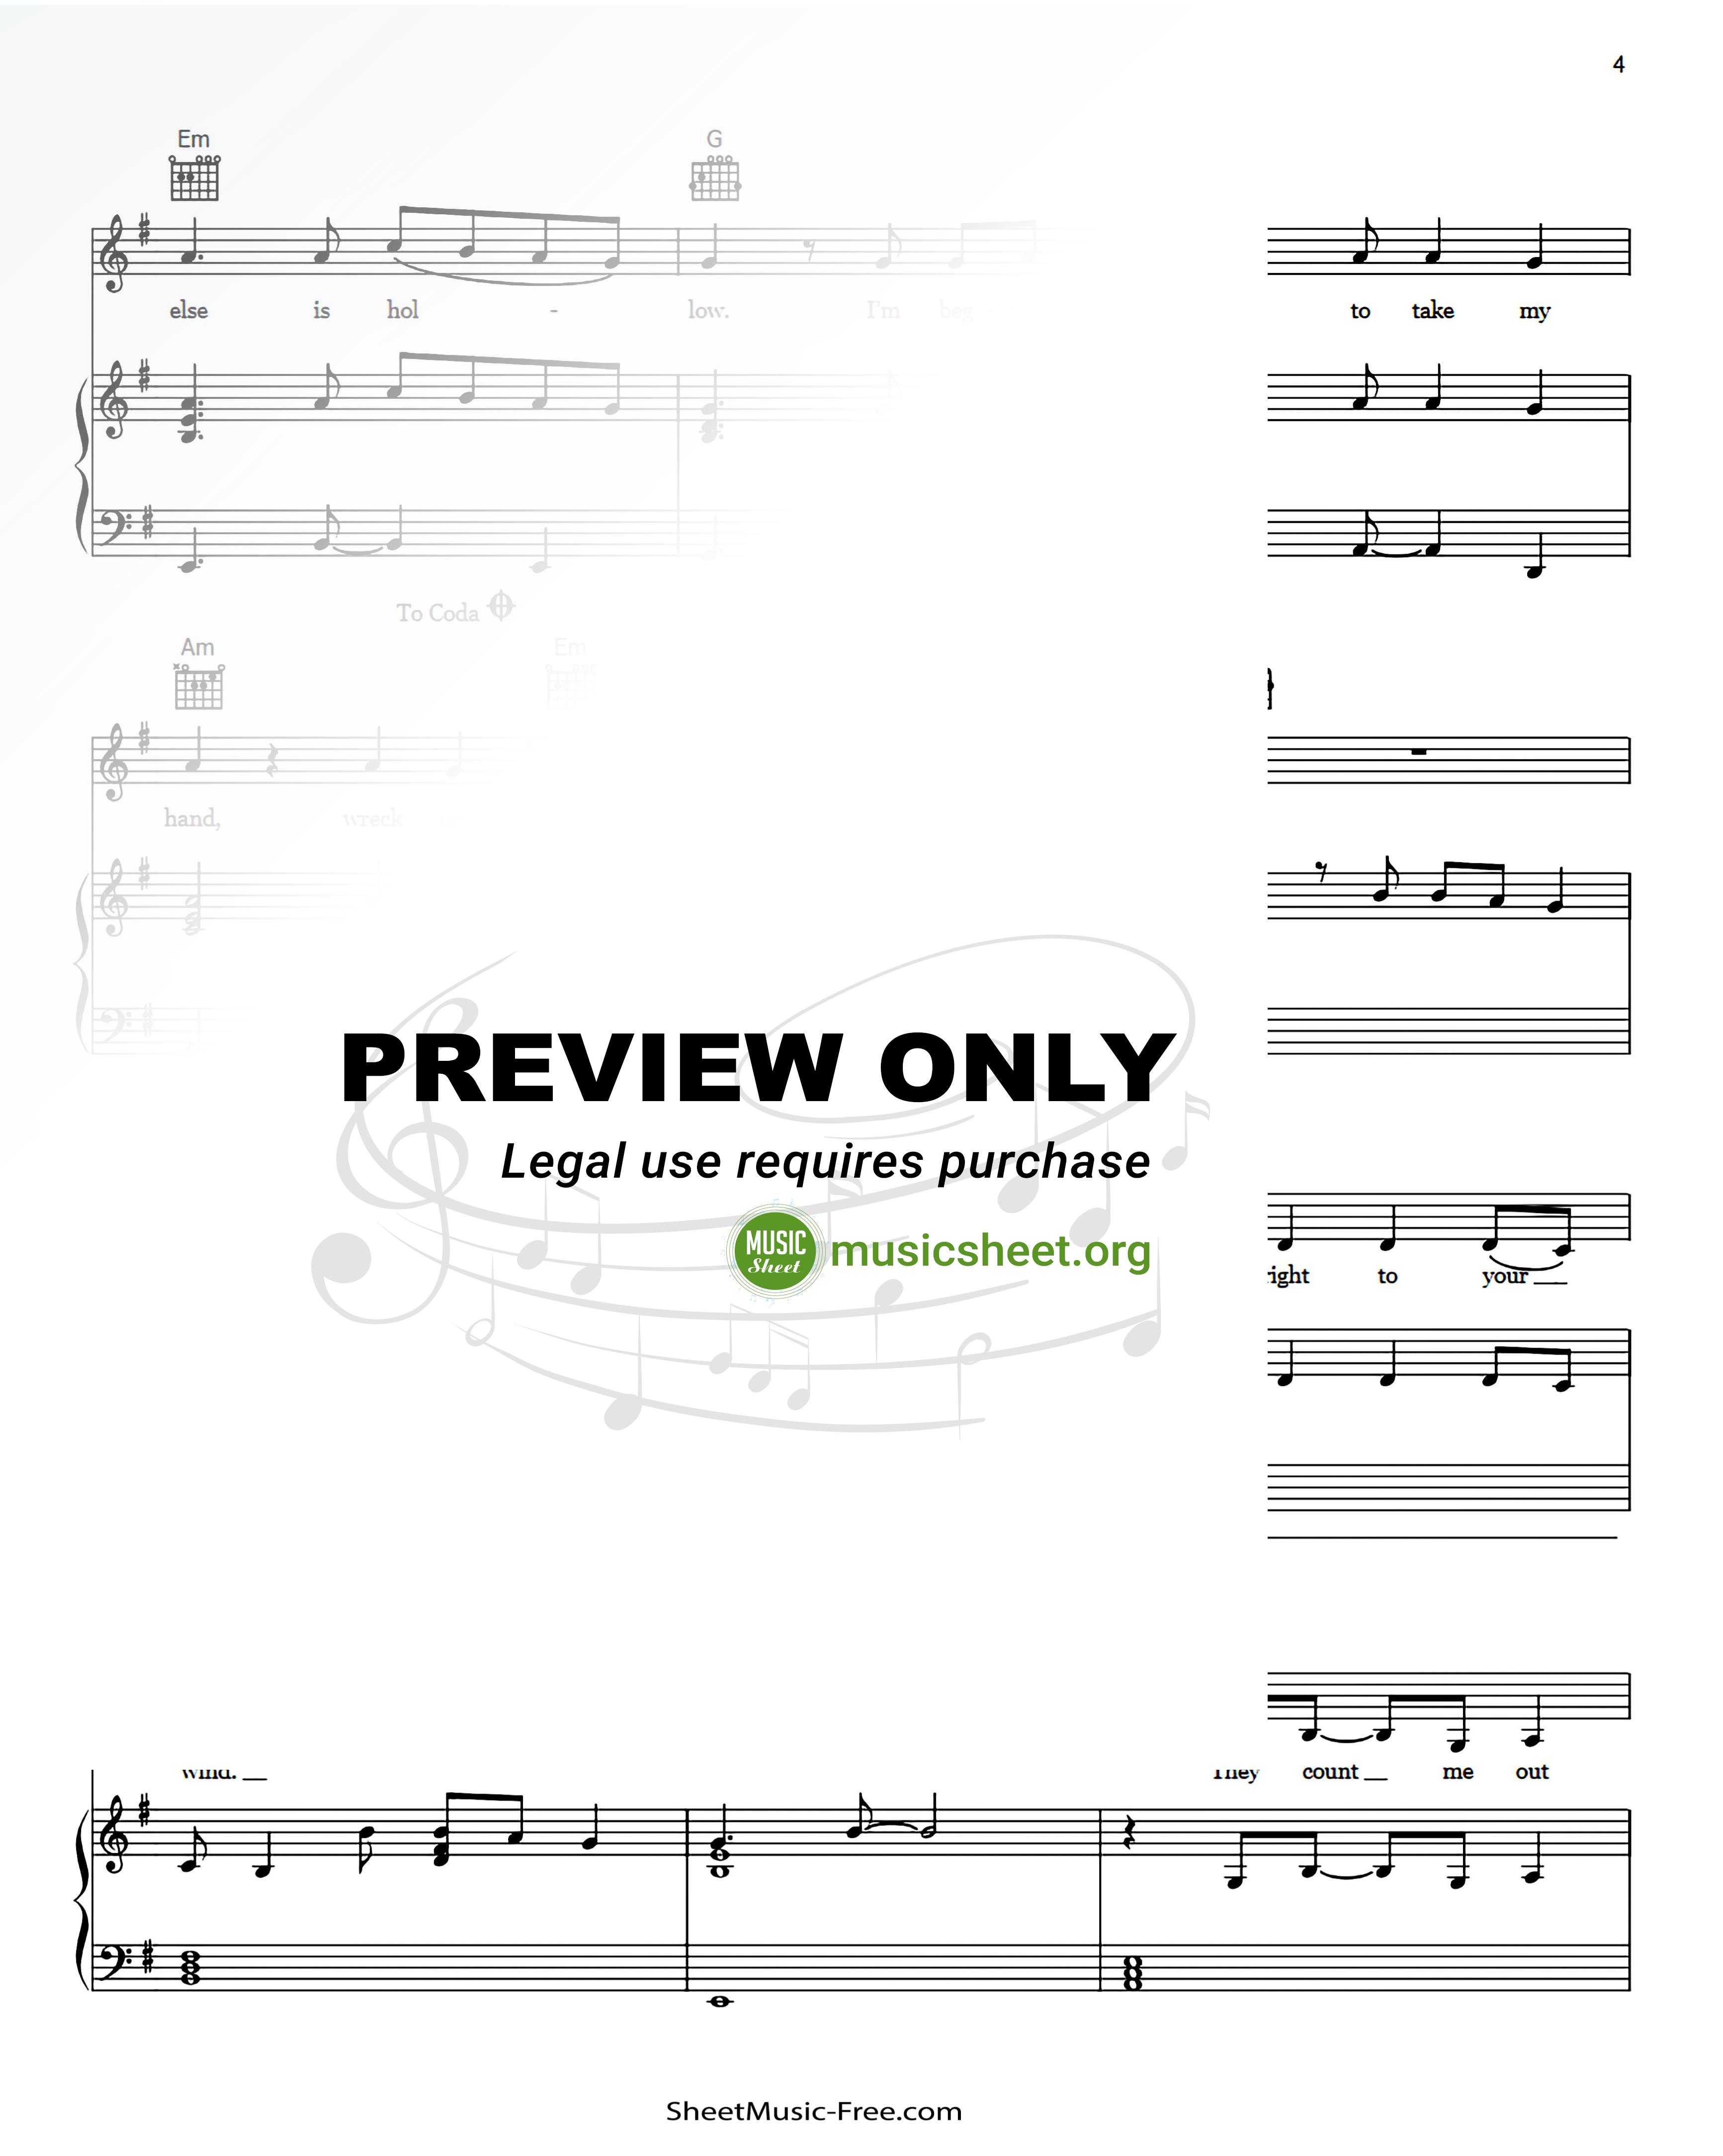 4
Em G
else is hol - low. I'm beg to take my
To Coda
Am Em
hand, wreck
PREVIEW ONLY
Legal use requires purchase
MUSIC
Sheet
musicsheet.org
ight to your
wind. They count me out
SheetMusic-Free.com